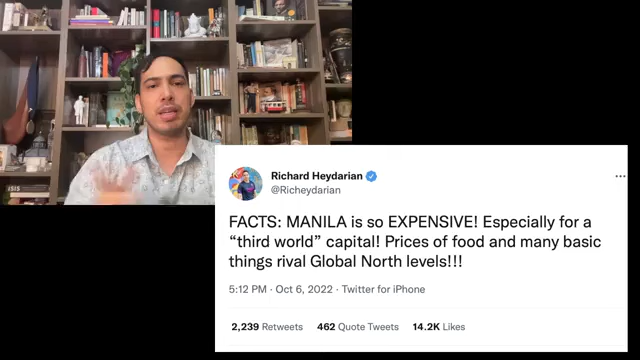 Richard Heydarian
@Richeydarian
FACTS: MANILA is so EXPENSIVE! Especially for a
“third world” capital! Prices of food and many basic
things rival Global North levels!!!
5:12 PM · Oct 6, 2022 · Twitter for iPhone
2,239 Retweets 462 Quote Tweets 14.2K Likes